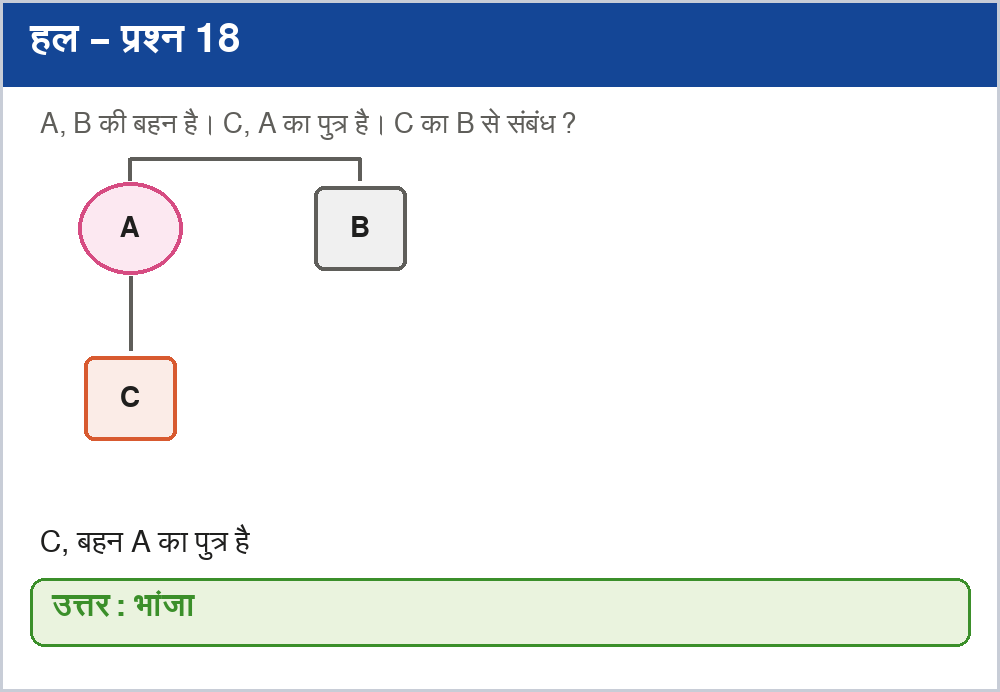 हल – प्रश्न 18
A, B की बहन है। C, A का पुत्र है। C का B से संबंध ?
A
B
C
C, बहन A का पुत्र है
उत्तर : भांजा